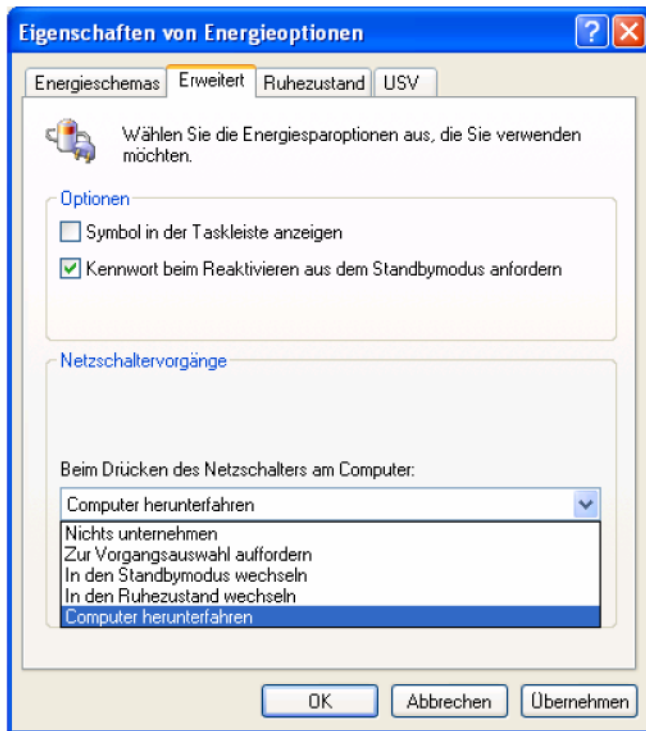 Eigenschaften von Energieoptionen
Energieschemas Erweitert Ruhezustand USV
Wählen Sie die Energiesparoptionen aus, die Sie verwenden
möchten.
Optionen
Symbol in der Taskleiste anzeigen
Kennwort beim Reaktivieren aus dem Standbymodus anfordern
Netzschaltervorgänge
Beim Drücken des Netzschalters am Computer:
Computer herunterfahren
Nichts unternehmen
Zur Vorgangsauswahl auffordern
In den Standbymodus wechseln
In den Ruhezustand wechseln
Computer herunterfahren
OK Abbrechen Übernehmen